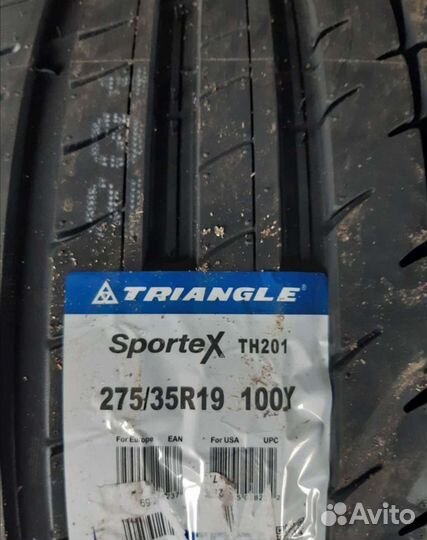 TRIANGLE
SporteX TH201
275/35R19 100Y
For Europe EAN For USA UPC
Avito